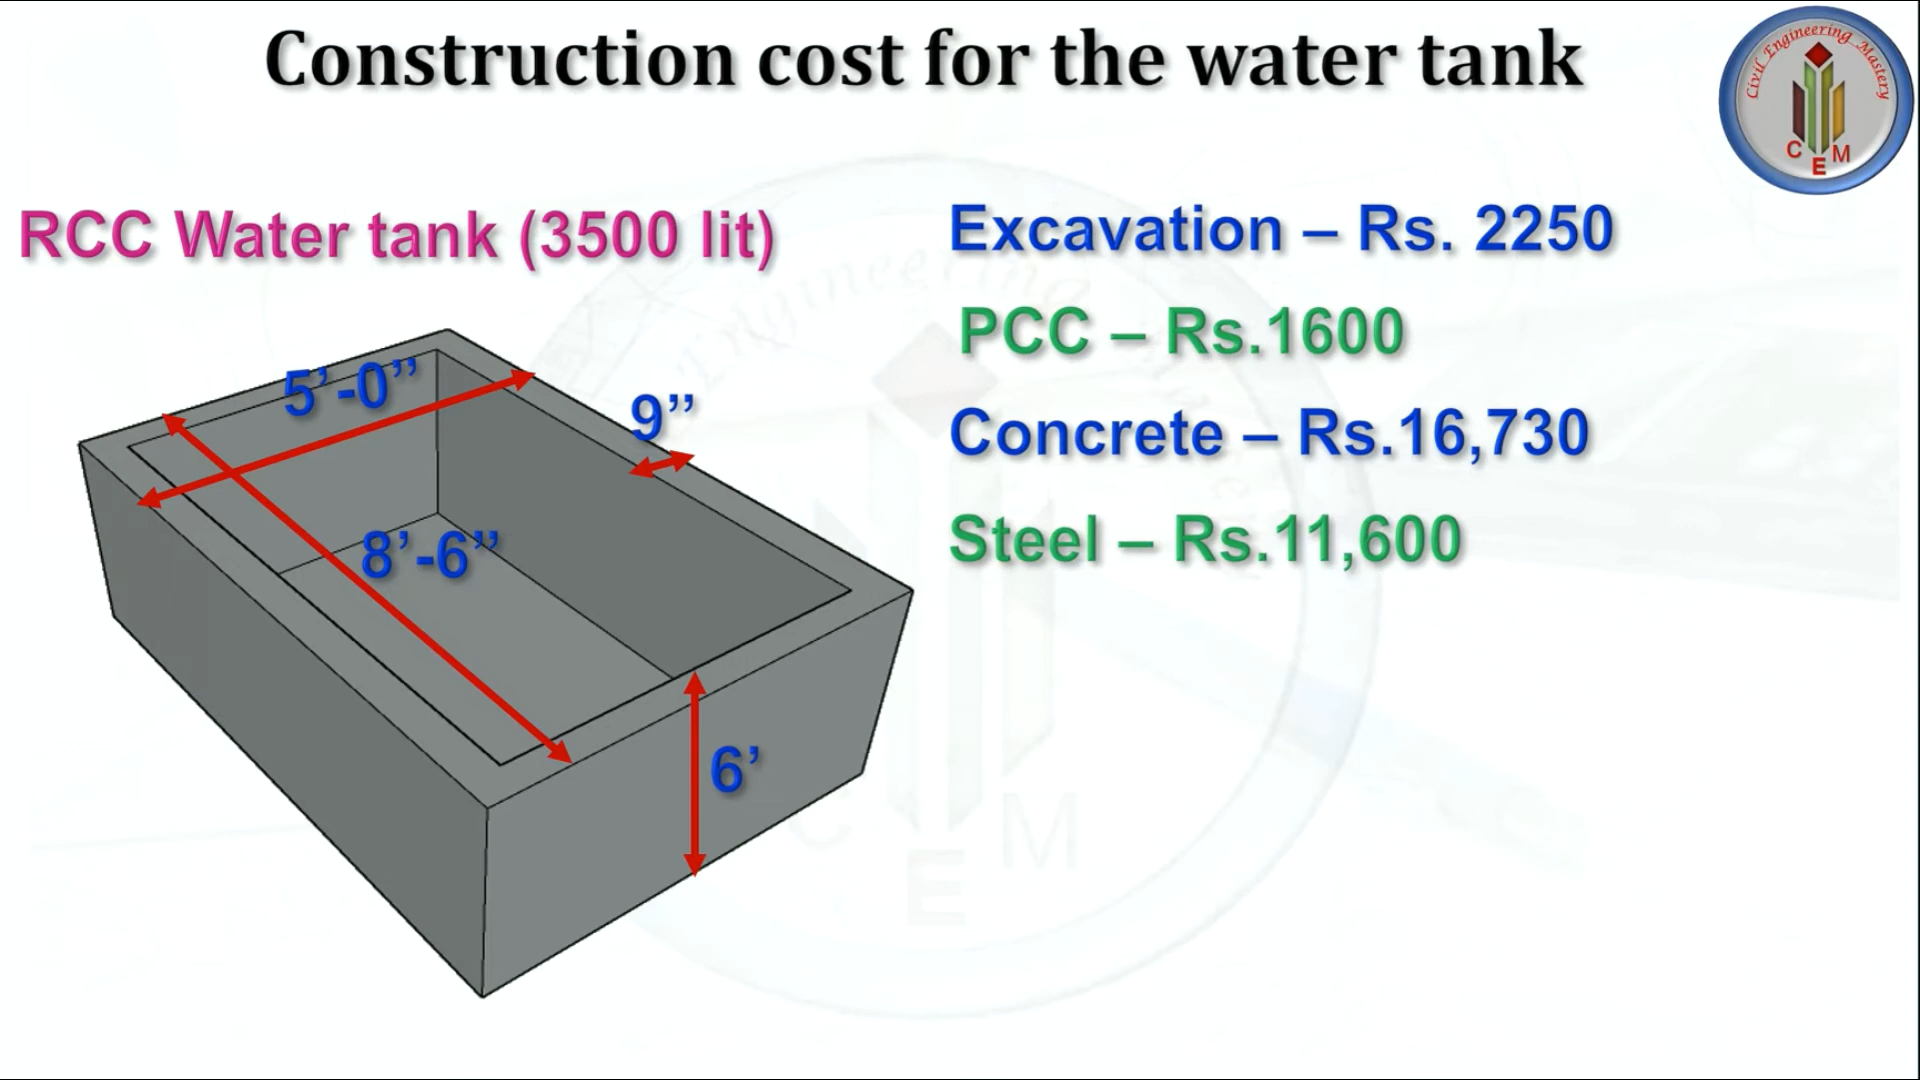 Construction cost for the water tank
Civil Engineering Mastery
C E M
RCC Water tank (3500 lit)
5’-0”
9”
8’-6”
6’
Excavation – Rs. 2250
PCC – Rs.1600
Concrete – Rs.16,730
Steel – Rs.11,600
Engineering
C E M